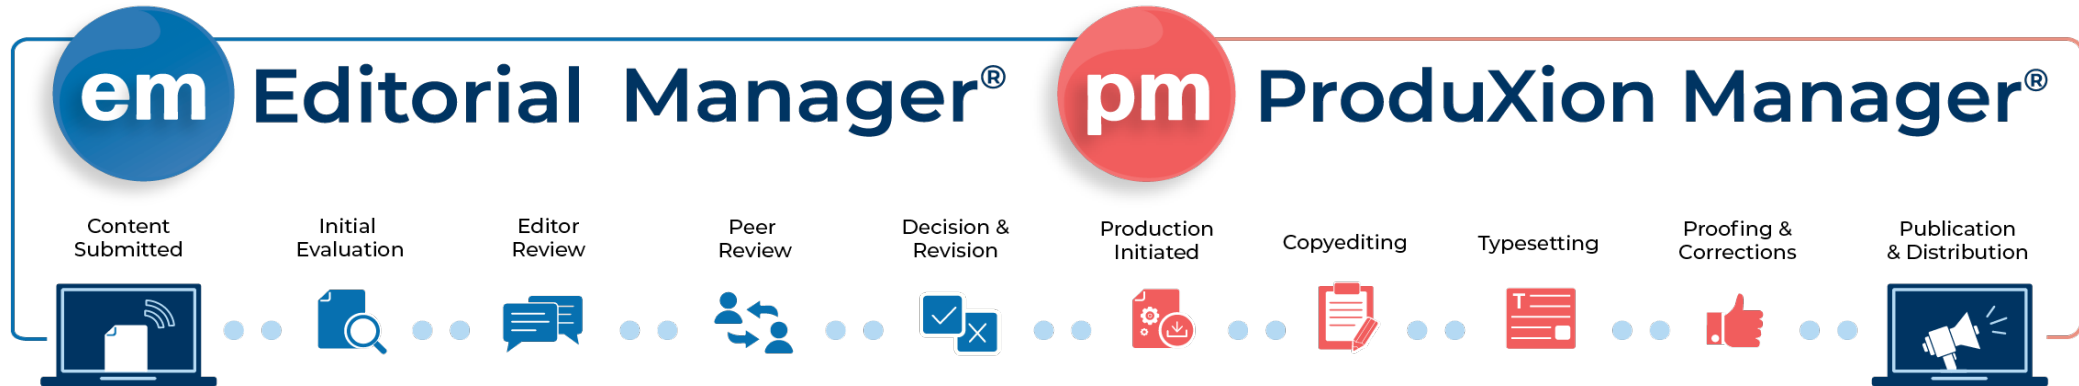 em Editorial Manager®
pm ProduXion Manager®
Content
Submitted
Initial
Evaluation
Editor
Review
Peer
Review
Decision &
Revision
Production
Initiated
Copyediting
Typesetting
Proofing &
Corrections
Publication
& Distribution
T